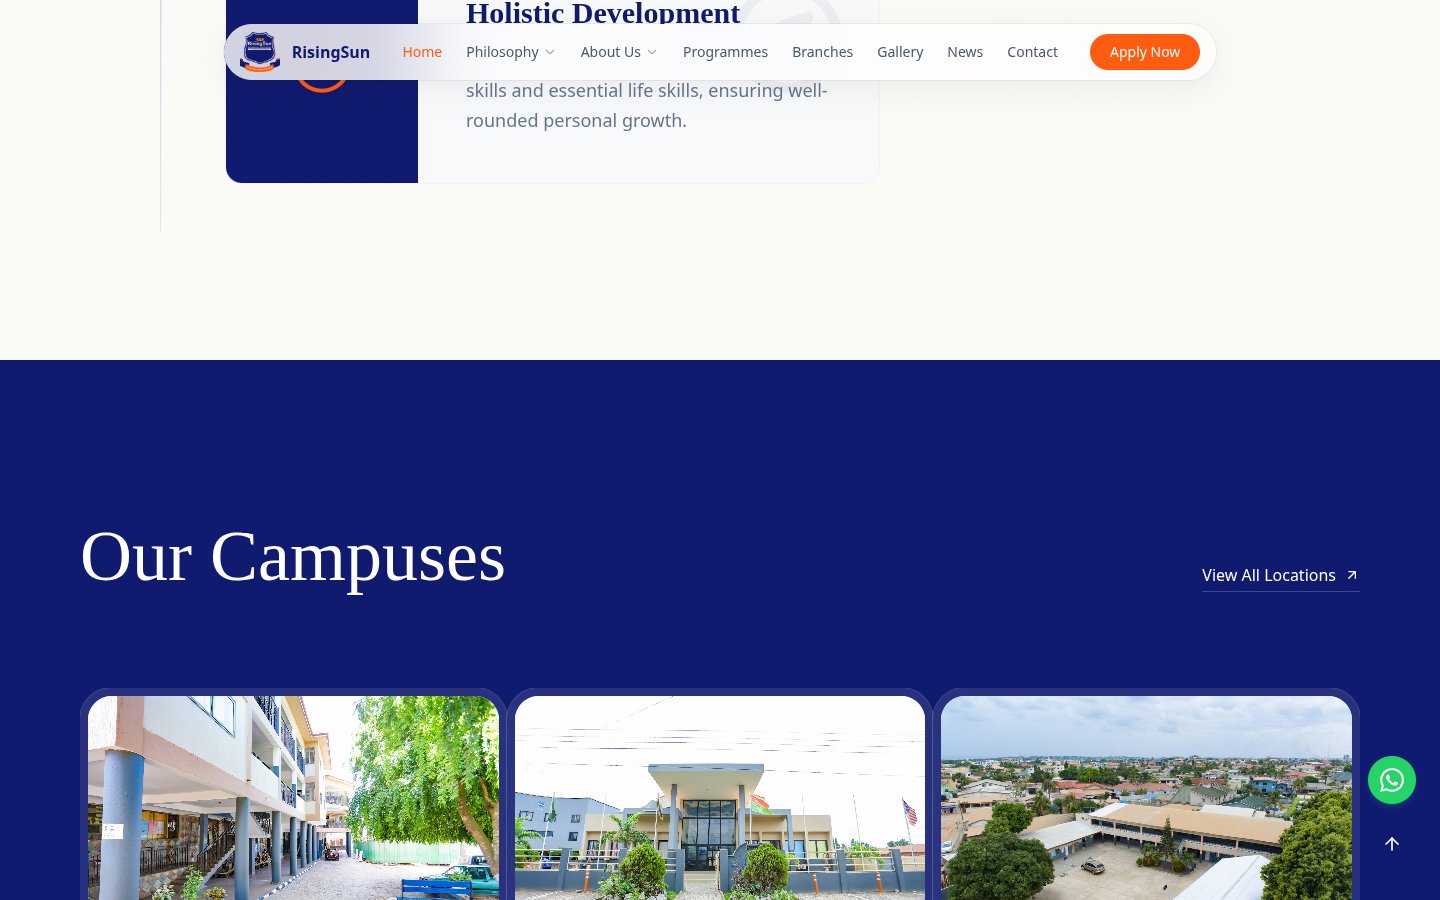 Holistic Development
RisingSun
RisingSun
Home
Philosophy
About Us
Programmes
Branches
Gallery
News
Contact
Apply Now
skills and essential life skills, ensuring well-
rounded personal growth.
Our Campuses
View All Locations